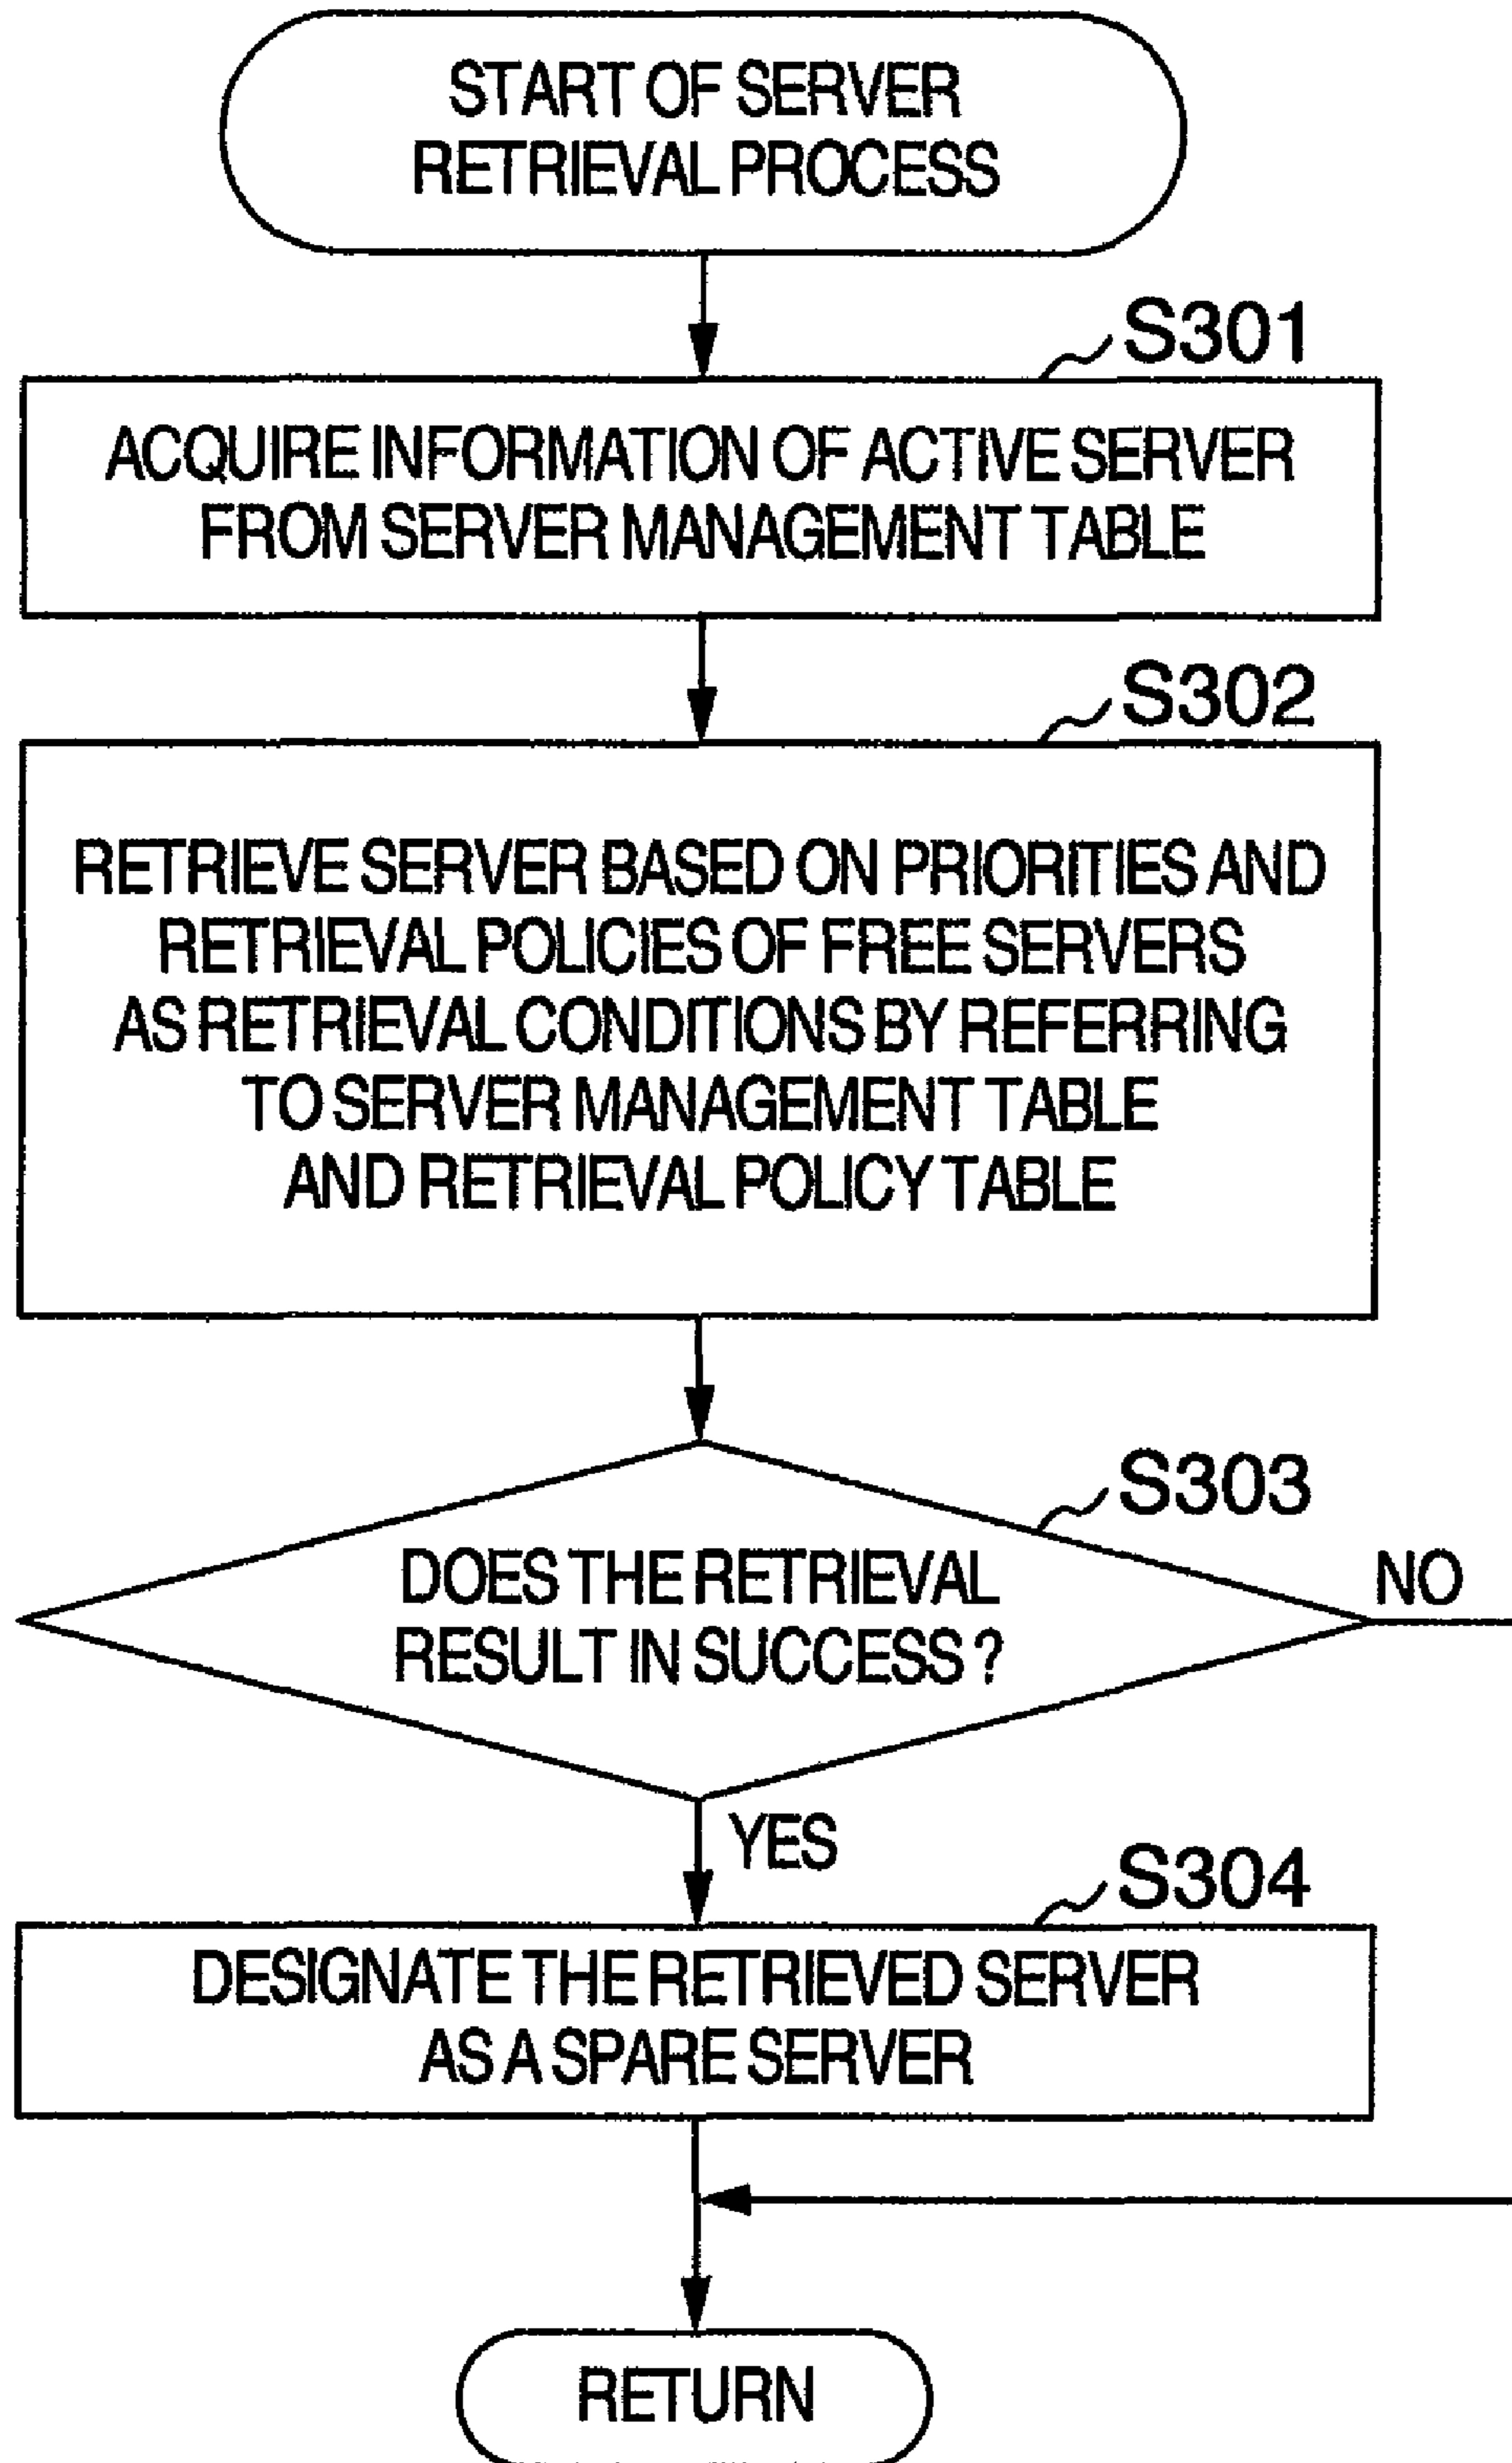 START OF SERVER
RETRIEVAL PROCESS
S301
ACQUIRE INFORMATION OF ACTIVE SERVER
FROM SERVER MANAGEMENT TABLE
S302
RETRIEVE SERVER BASED ON PRIORITIES AND
RETRIEVAL POLICIES OF FREE SERVERS
AS RETRIEVAL CONDITIONS BY REFERRING
TO SERVER MANAGEMENT TABLE
AND RETRIEVAL POLICY TABLE
S303
DOES THE RETRIEVAL
RESULT IN SUCCESS ?
NO
YES
S304
DESIGNATE THE RETRIEVED SERVER
AS A SPARE SERVER
RETURN